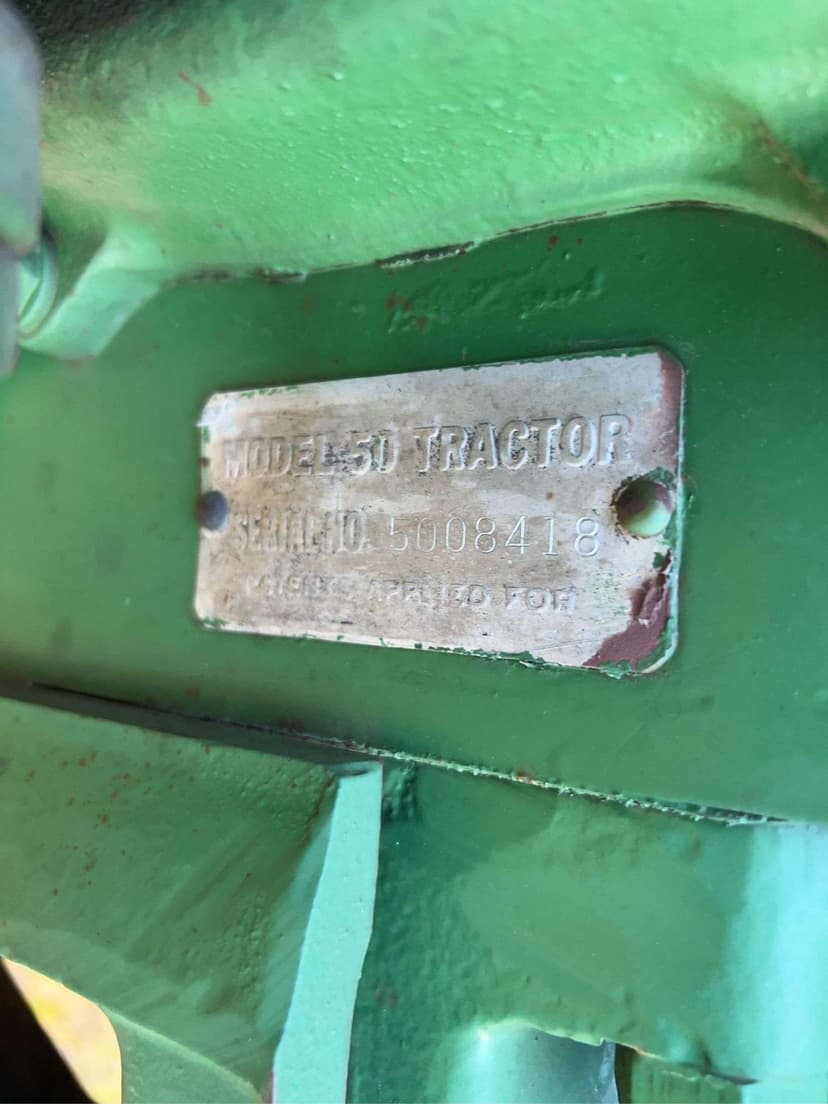 MODEL 50 TRACTOR
SERIAL NO. 5008418
PATENTS APPLIED FOR